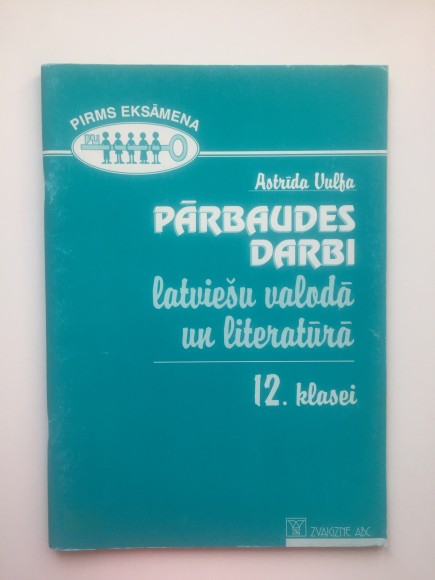 PIRMS EKSĀMENA
Astrīda Vulfa
PĀRBAUDES
DARBI
latviešu valodā
un literatūrā
12. klasei
ZVAIGZNE ABC